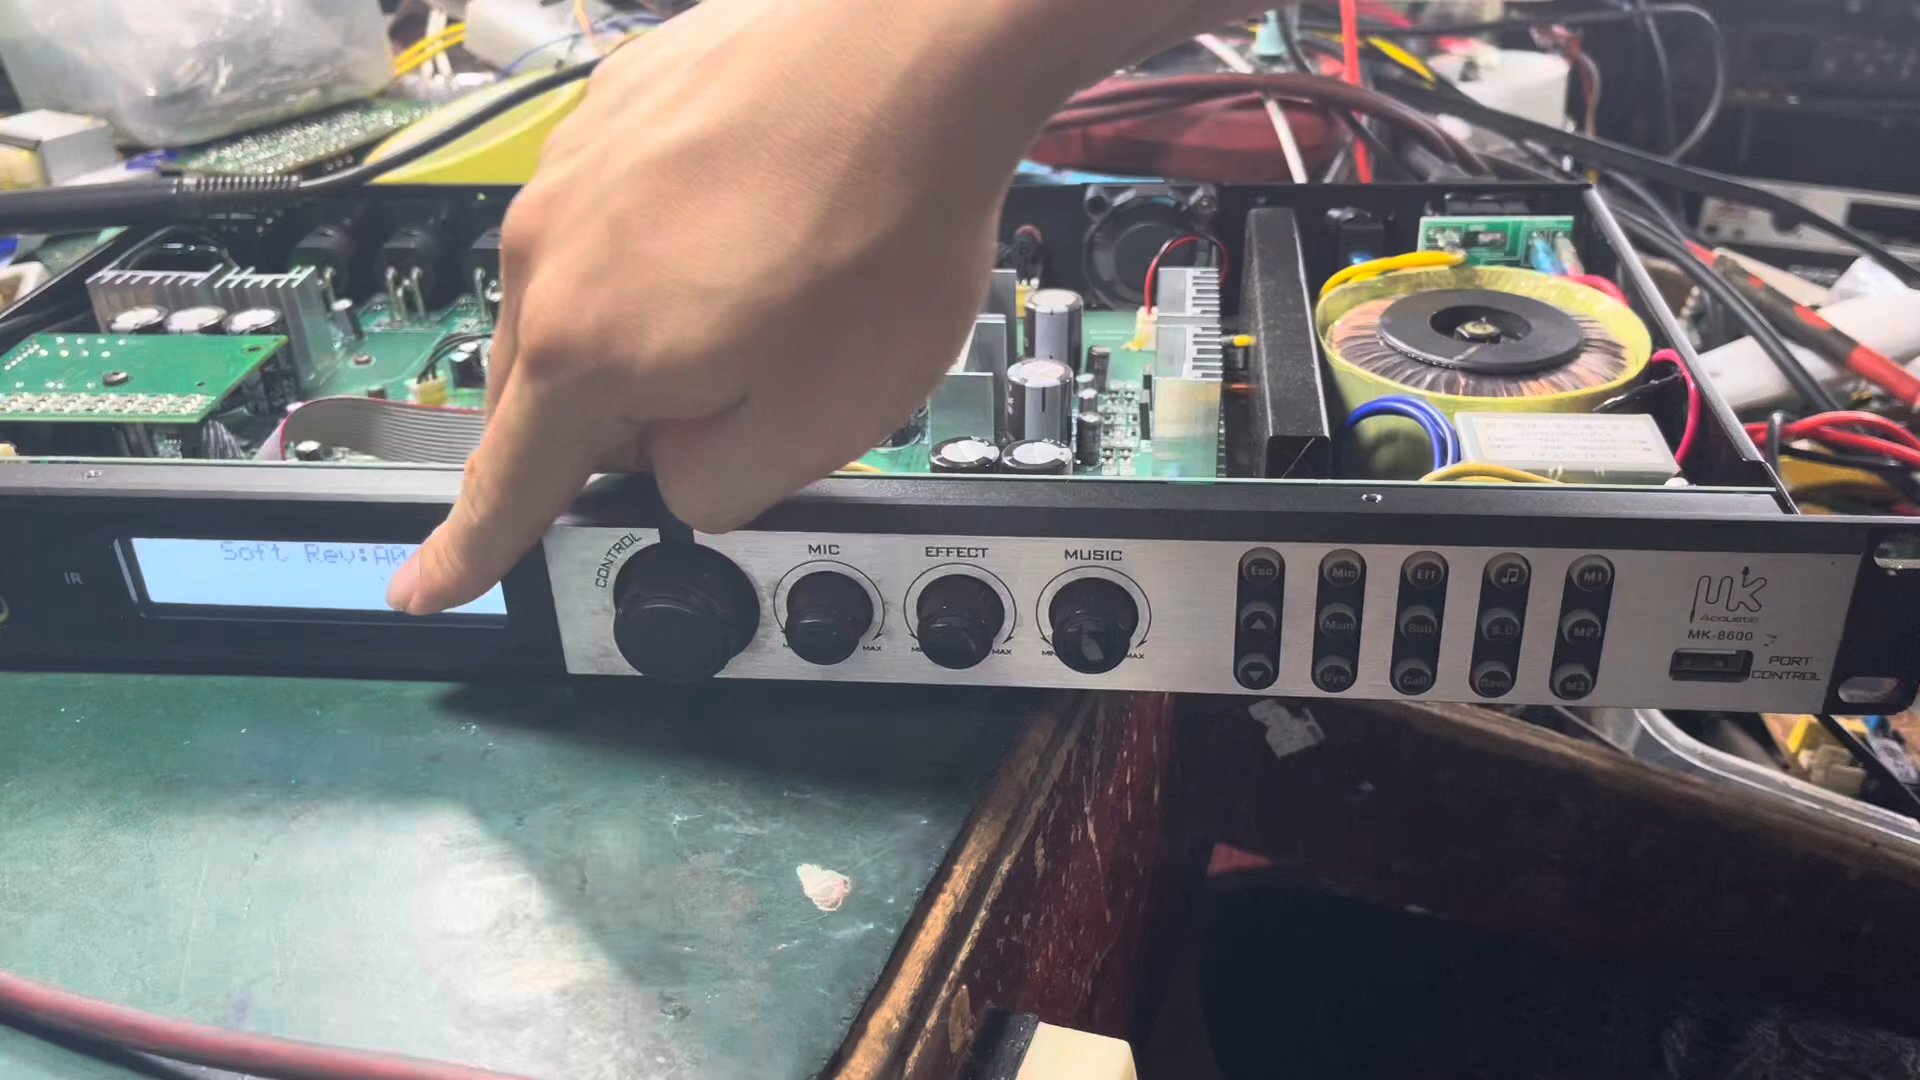 IR
Soft Rev:A0
CONTROL
MIC
MAX
EFFECT
MAX
MUSIC
MAX
Esc
Mic
Eff
M1
Main
Sub
S.C
M2
Sys
Call
Save
M3
MK
Acoustic
MK-8600
PORT
CONTROL